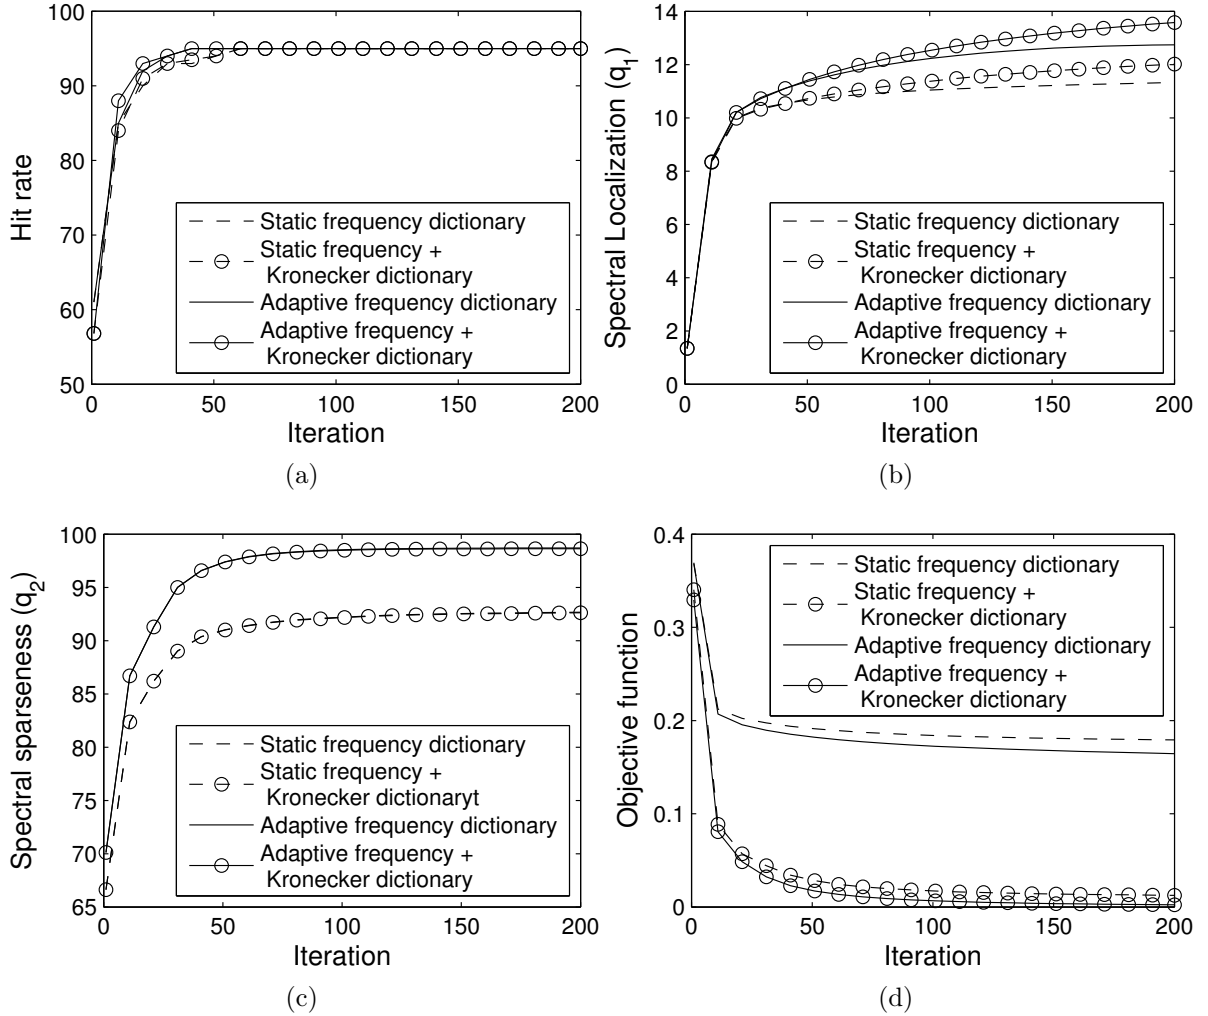 100
90
80
70
60
50
Hit rate
Static frequency dictionary
Static frequency +
Kronecker dictionary
Adaptive frequency dictionary
Adaptive frequency +
Kronecker dictionary
0 50 100 150 200
Iteration
(a)
14
12
10
8
6
4
2
0
Spectral Localization (q1)
Static frequency dictionary
Static frequency +
Kronecker dictionary
Adaptive frequency dictionary
Adaptive frequency +
Kronecker dictionary
0 50 100 150 200
Iteration
(b)
100
95
90
85
80
75
70
65
Spectral sparseness (q2)
Static frequency dictionary
Static frequency +
Kronecker dictionaryt
Adaptive frequency dictionary
Adaptive frequency +
Kronecker dictionary
0 50 100 150 200
Iteration
(c)
0.4
0.3
0.2
0.1
0
Objective function
Static frequency dictionary
Static frequency +
Kronecker dictionary
Adaptive frequency dictionary
Adaptive frequency +
Kronecker dictionary
0 50 100 150 200
Iteration
(d)